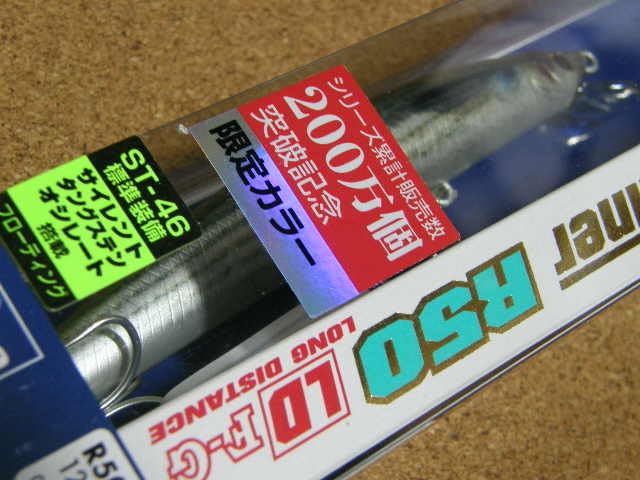 シリーズ累計販売数
200万個
突破記念
限定カラー
ST-46
標準装備
サイレント
タングステン
オシレート
搭載
フローティング
R50
LD F-G
LONG DISTANCE